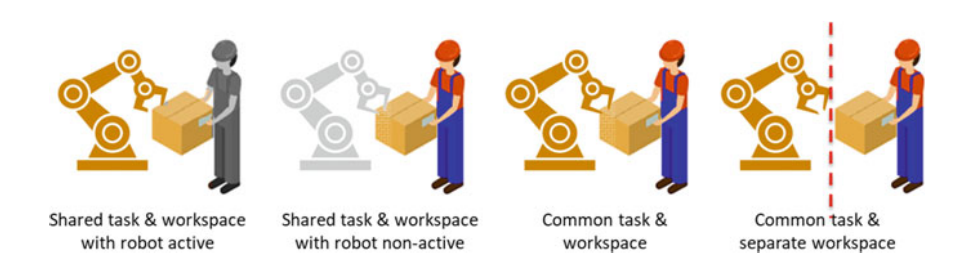 Shared task & workspace
with robot active
Shared task & workspace
with robot non-active
Common task &
workspace
Common task &
separate workspace